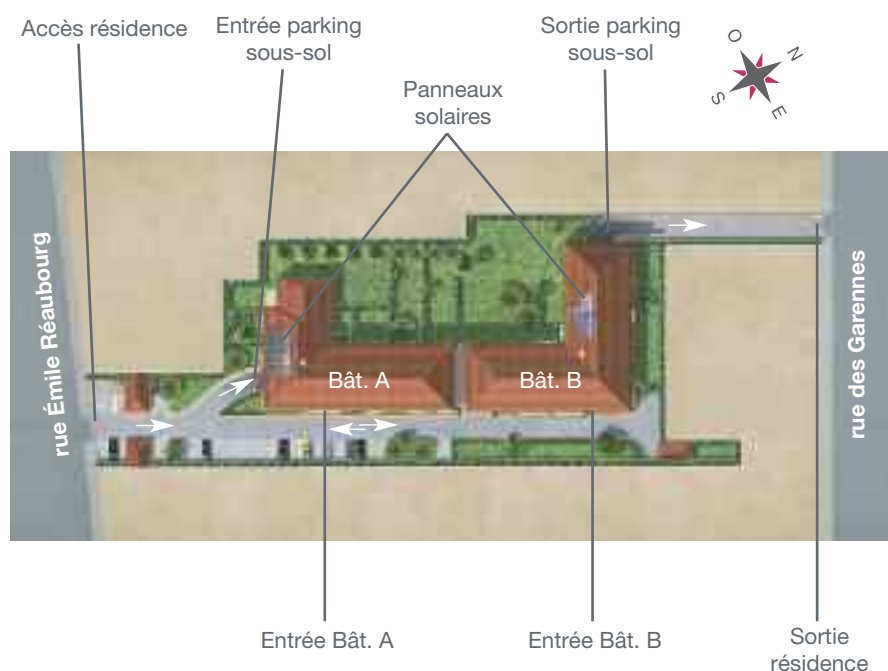 Accès résidence
Entrée parking
sous-sol
Sortie parking
sous-sol
Panneaux
solaires
O
N
S
E
rue Émile Réaubourg
rue des Garennes
Bât. A
Bât. B
Entrée Bât. A
Entrée Bât. B
Sortie
résidence